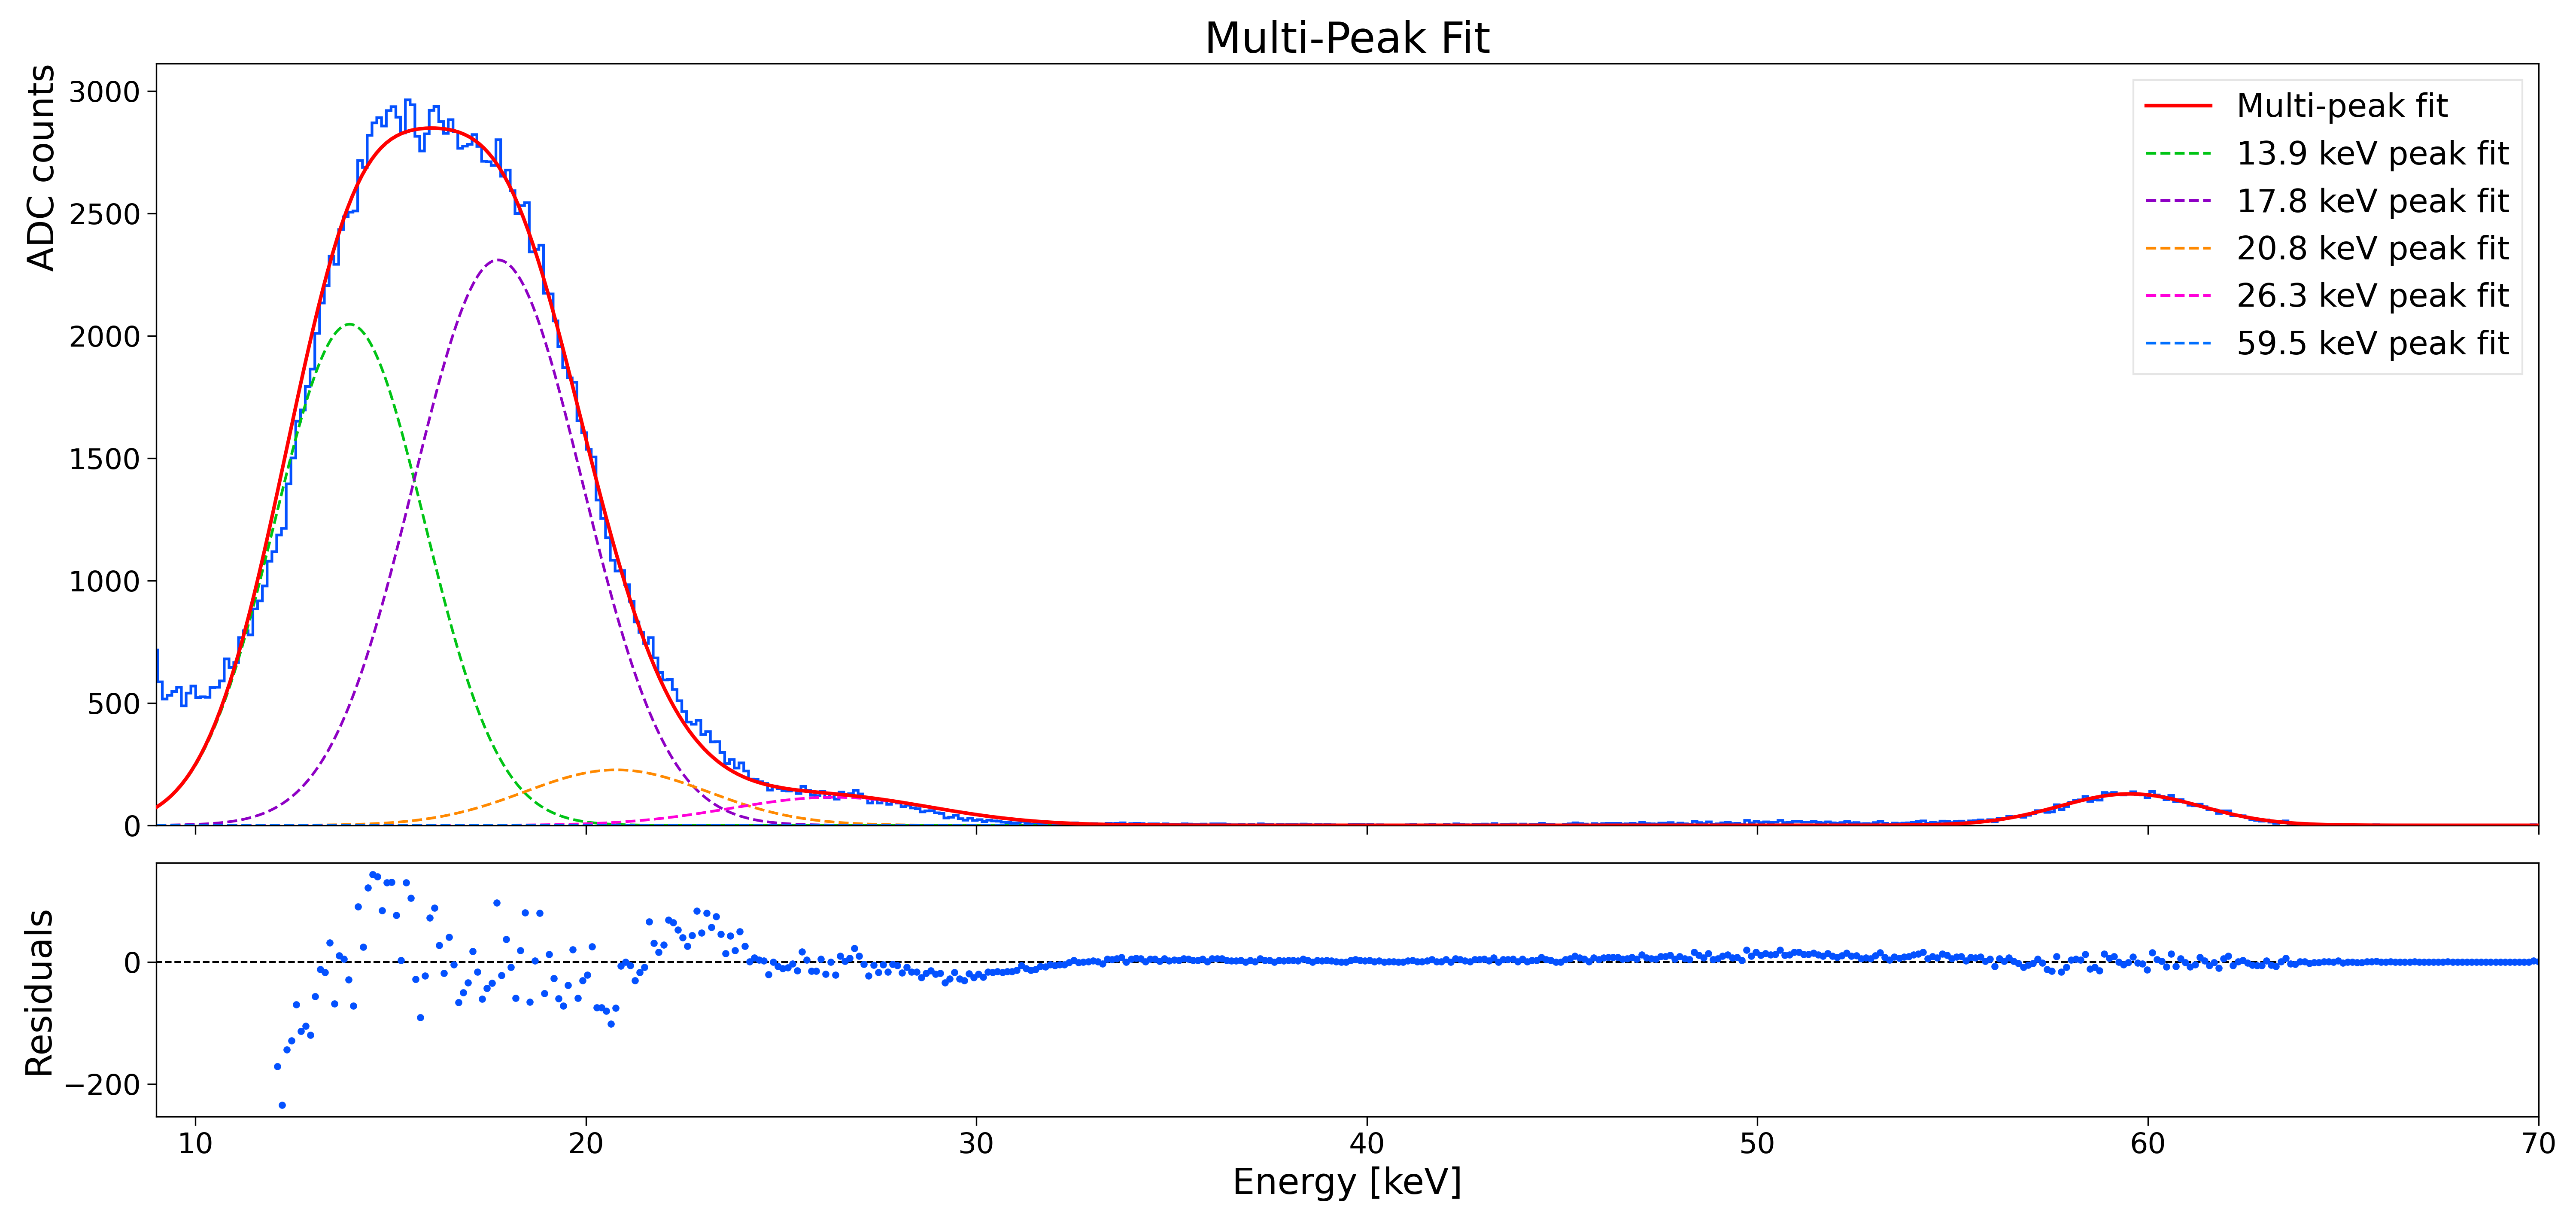 Multi-Peak Fit
ADC counts
3000
2500
2000
1500
1000
500
0
Multi-peak fit
13.9 keV peak fit
17.8 keV peak fit
20.8 keV peak fit
26.3 keV peak fit
59.5 keV peak fit
Residuals
0
−200
10 20 30 40 50 60 70
Energy [keV]